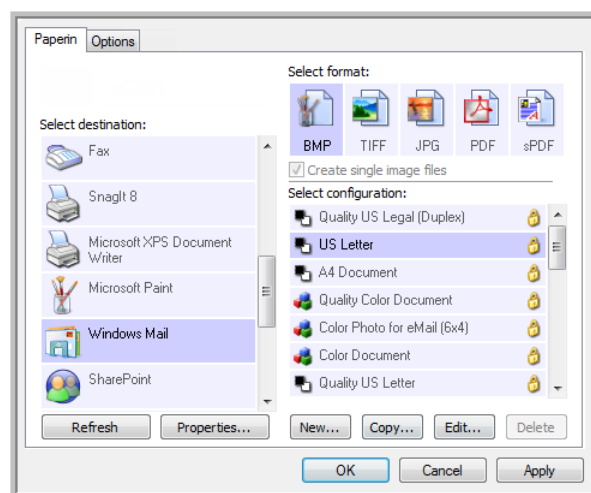 Paperin Options
Select destination:
Fax
SnagIt 8
Microsoft XPS Document
Writer
Microsoft Paint
Windows Mail
SharePoint
Refresh Properties...
Select format:
BMP TIFF JPG PDF sPDF
Create single image files
Select configuration:
Quality US Legal (Duplex)
US Letter
A4 Document
Quality Color Document
Color Photo for eMail (6x4)
Color Document
Quality US Letter
New... Copy... Edit... Delete
OK Cancel Apply